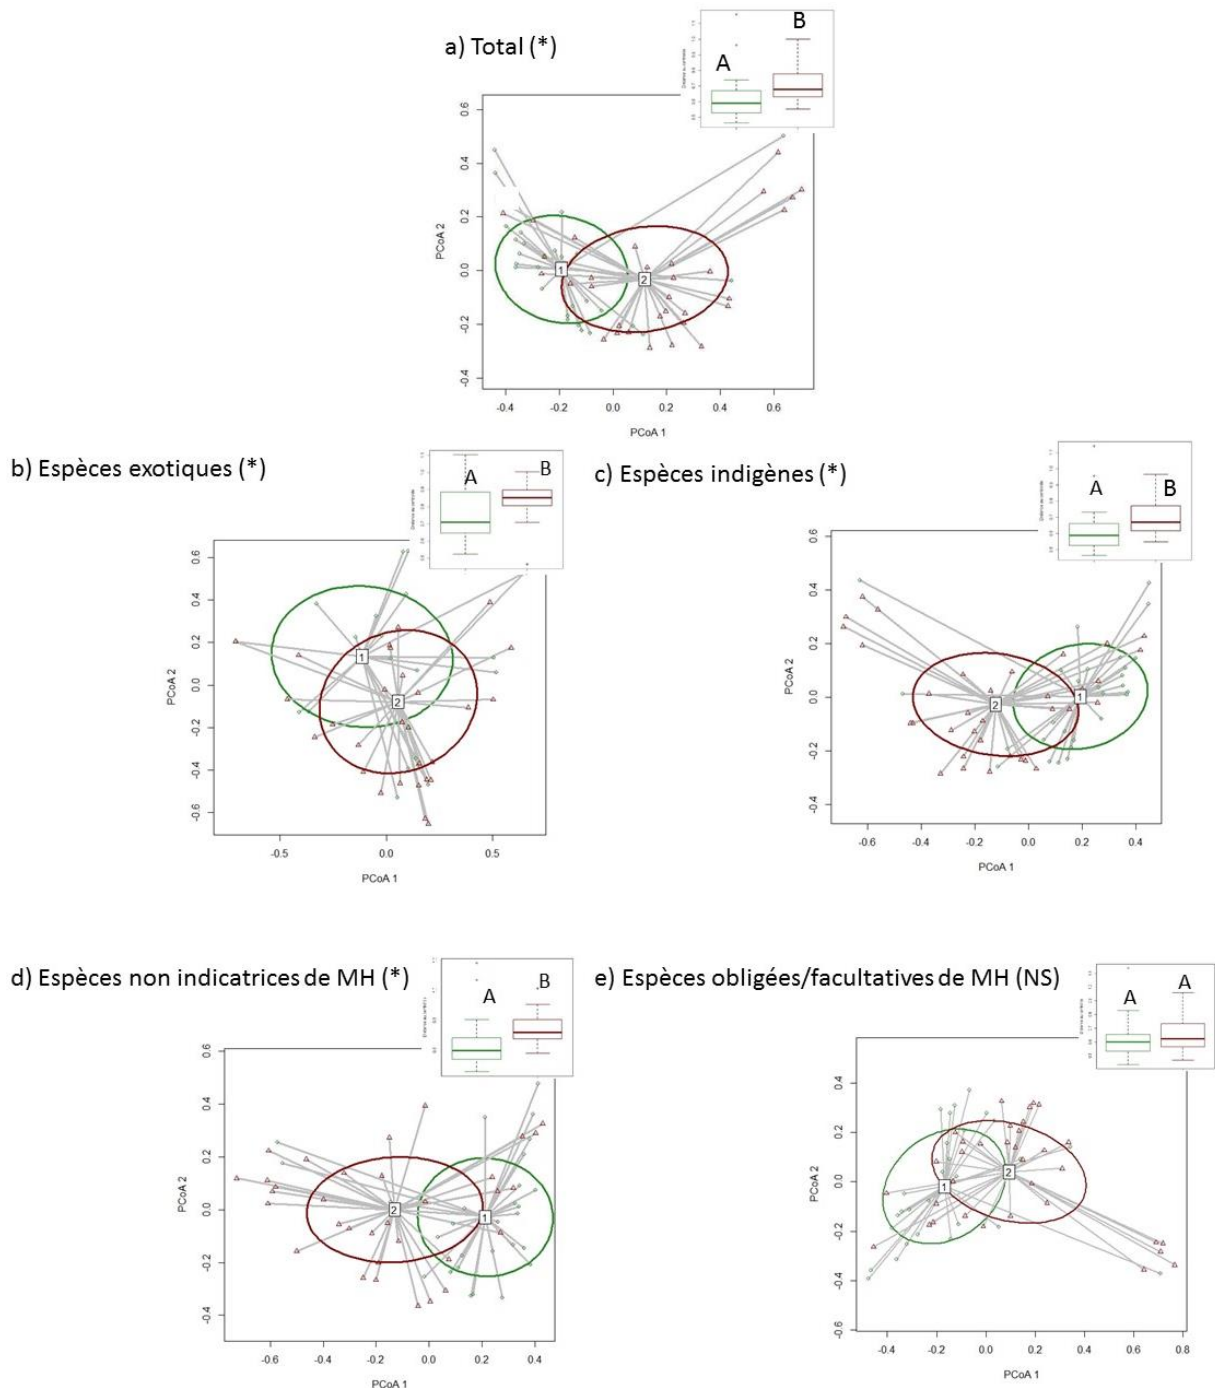 a) Total (*)
A
B
PCoA 2
0.6
0.4
0.2
0.0
-0.2
-0.4
1
2
-0.4 -0.2 0.0 0.2 0.4 0.6
PCoA 1
b) Espèces exotiques (*)
A
B
PCoA 2
0.6
0.4
0.2
0.0
-0.2
-0.4
-0.6
1
2
-0.5 0.0 0.5
PCoA 1
c) Espèces indigènes (*)
A
B
PCoA 2
0.6
0.4
0.2
0.0
-0.2
-0.4
2
1
-0.6 -0.4 -0.2 0.0 0.2 0.4
PCoA 1
d) Espèces non indicatrices de MH (*)
A
B
PCoA 2
0.6
0.4
0.2
0.0
-0.2
-0.4
2
1
-0.6 -0.4 -0.2 0.0 0.2 0.4
PCoA 1
e) Espèces obligées/facultatives de MH (NS)
A
A
PCoA 2
0.4
0.2
0.0
-0.2
-0.4
-0.6
1
2
-0.4 -0.2 0.0 0.2 0.4 0.6 0.8
PCoA 1